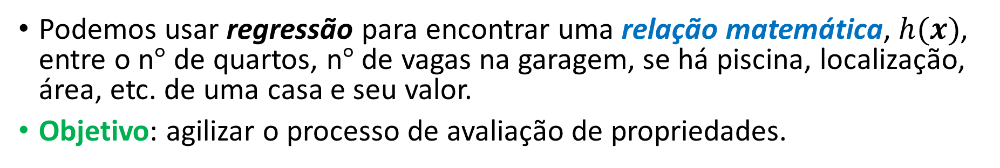 • Podemos usar regressão para encontrar uma relação matemática, ℎ(𝒙),
entre o n° de quartos, n° de vagas na garagem, se há piscina, localização,
área, etc. de uma casa e seu valor.
• Objetivo: agilizar o processo de avaliação de propriedades.